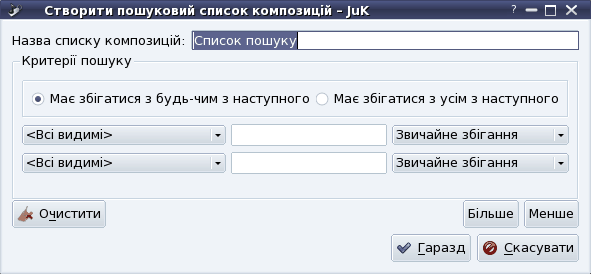 Створити пошуковий список композицій – JuK
Назва списку композицій: Список пошуку
Критерії пошуку
Має збігатися з будь-чим з наступного Має збігатися з усім з наступного
<Всі видимі> Звичайне збігання
<Всі видимі> Звичайне збігання
Очистити Більше Менше
Гаразд Скасувати